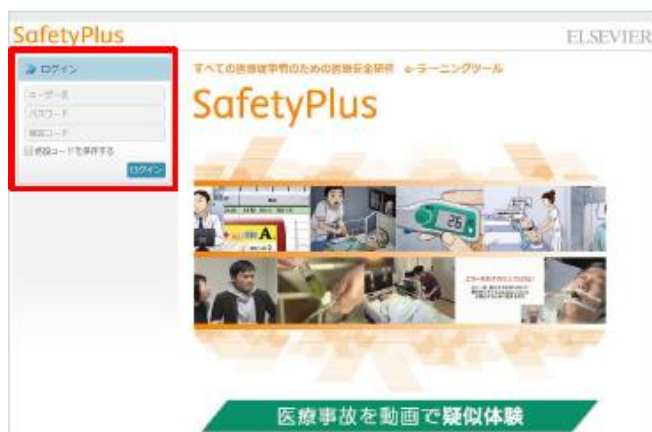 SafetyPlus
ELSEVIER
ログイン
ユーザー名
パスワード
施設コード
施設コードを保存する
ログイン
すべての医療従事者のための医療安全研修 e-ラーニングツール
SafetyPlus
A
26
医療事故を動画で疑似体験